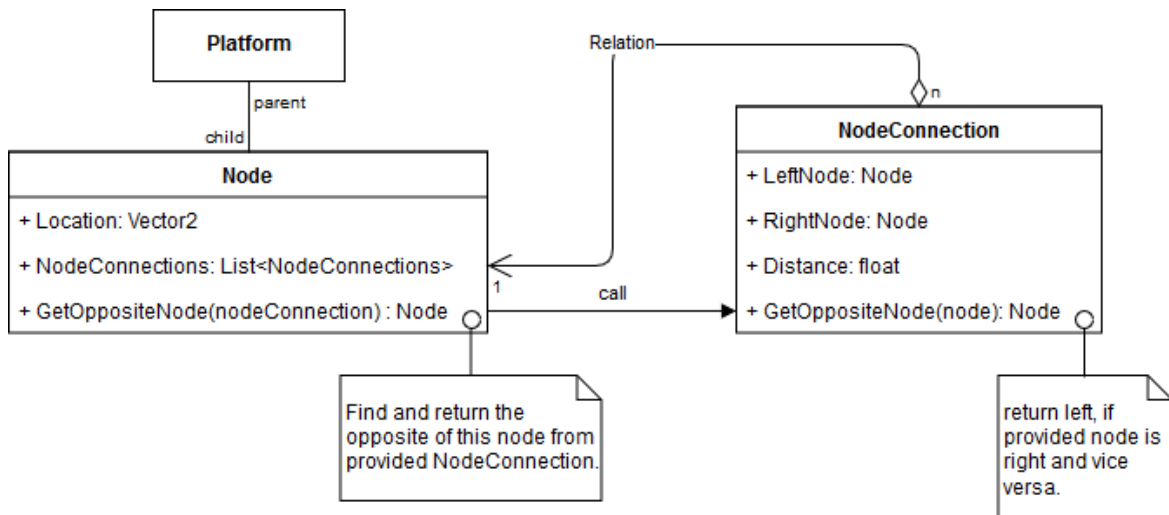 Platform
parent
child
Node
+ Location: Vector2
+ NodeConnections: List<NodeConnections>
+ GetOppositeNode(nodeConnection) : Node
Find and return the
opposite of this node from
provided NodeConnection.
Relation
n
1
call
NodeConnection
+ LeftNode: Node
+ RightNode: Node
+ Distance: float
+ GetOppositeNode(node): Node
return left, if
provided node is
right and vice
versa.